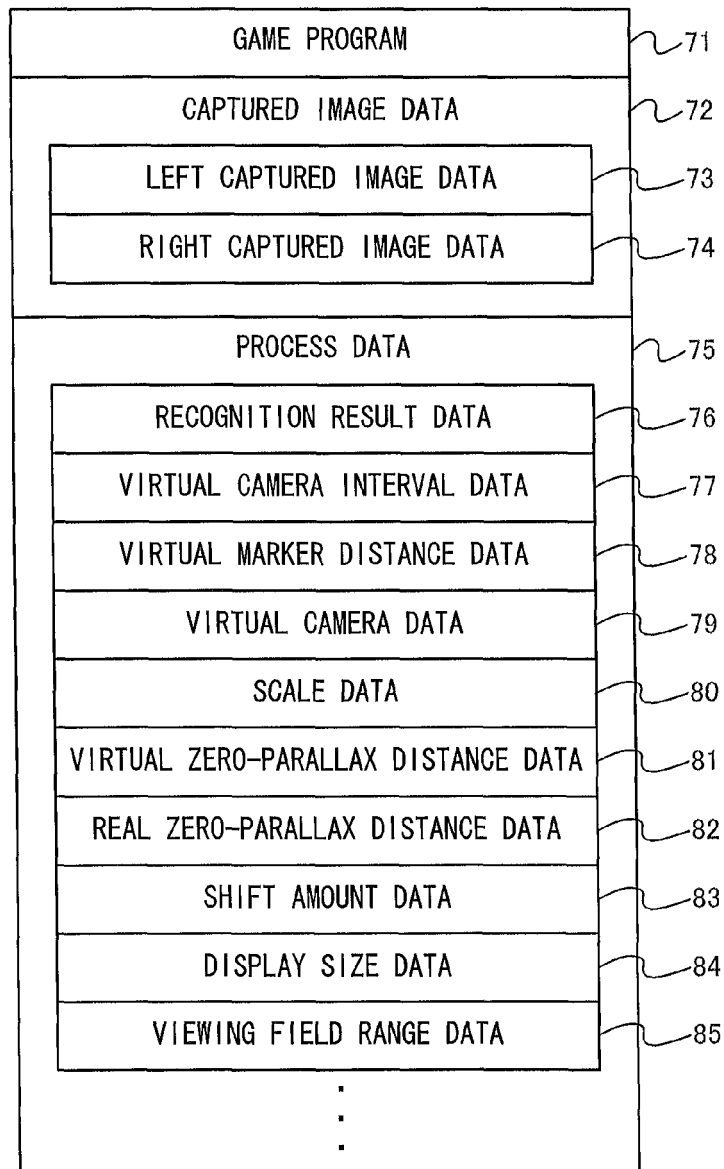 GAME PROGRAM 71
CAPTURED IMAGE DATA 72
LEFT CAPTURED IMAGE DATA 73
RIGHT CAPTURED IMAGE DATA 74
PROCESS DATA 75
RECOGNITION RESULT DATA 76
VIRTUAL CAMERA INTERVAL DATA 77
VIRTUAL MARKER DISTANCE DATA 78
VIRTUAL CAMERA DATA 79
SCALE DATA 80
VIRTUAL ZERO-PARALLAX DISTANCE DATA 81
REAL ZERO-PARALLAX DISTANCE DATA 82
SHIFT AMOUNT DATA 83
DISPLAY SIZE DATA 84
VIEWING FIELD RANGE DATA 85